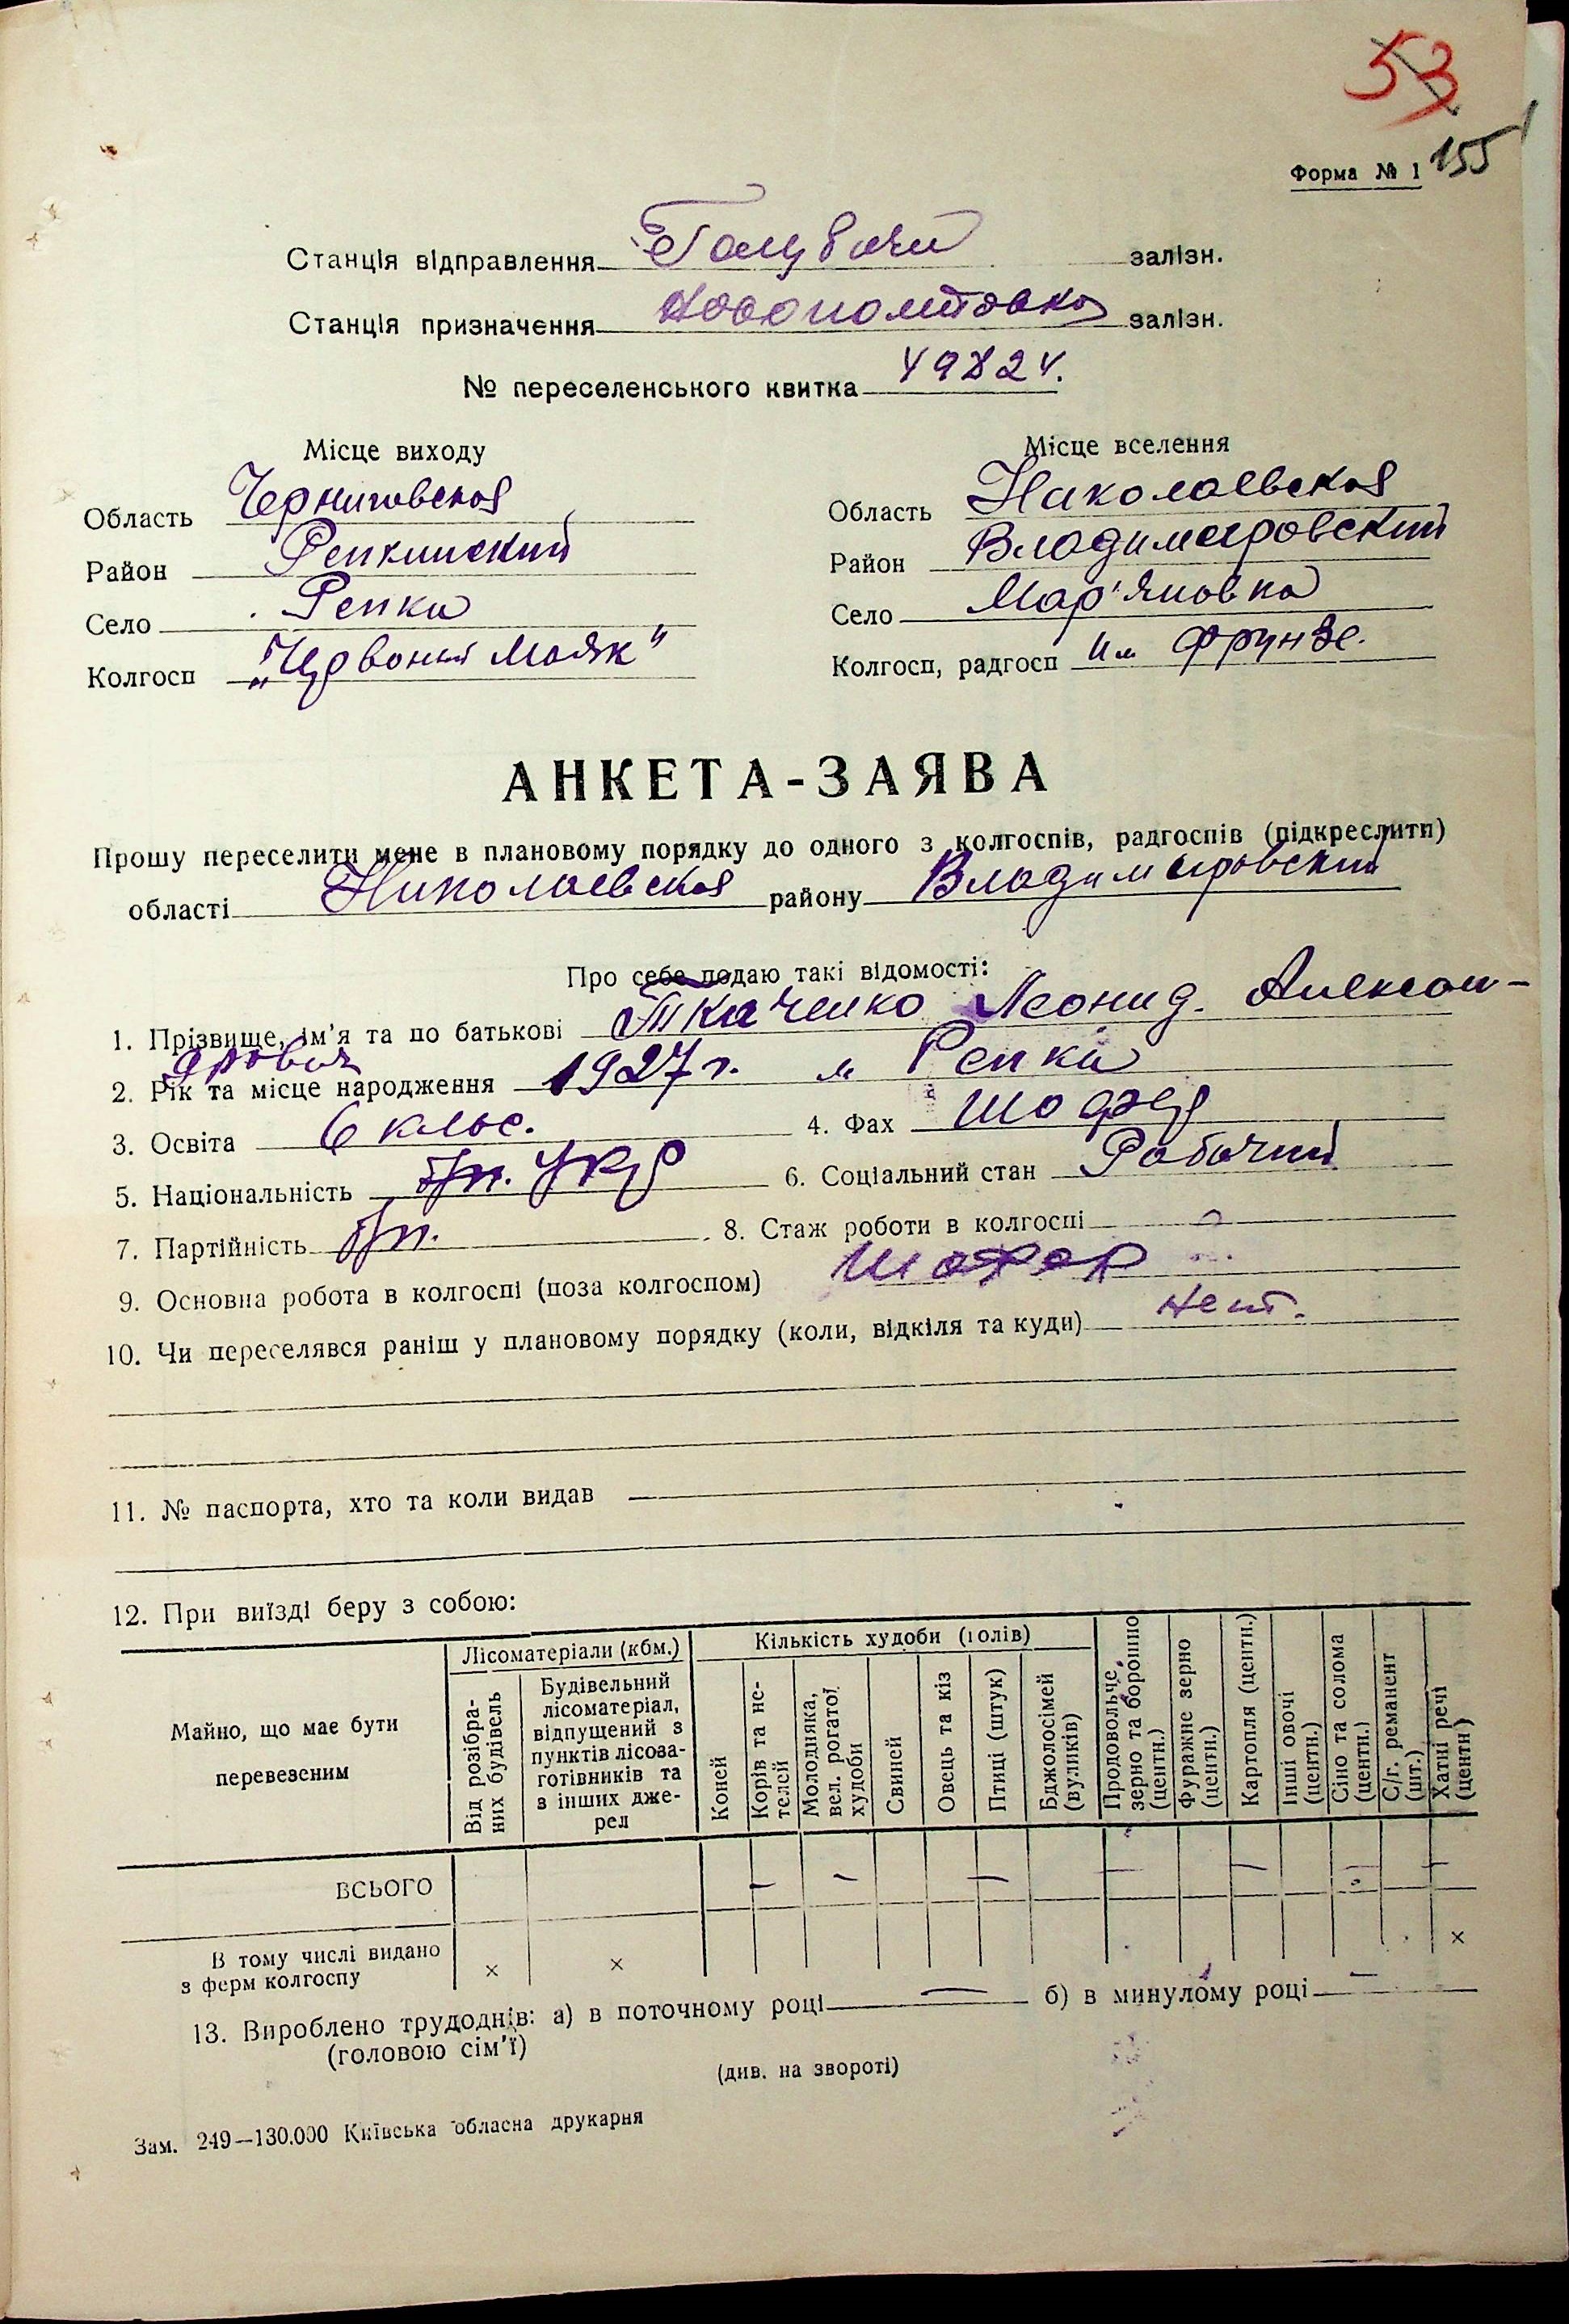 53
155
Форма № 1
Станція відправлення Голубичи залізн.
Станція призначення Новополтовка залізн.
№ переселенського квитка 49824.
Місце виходу
Місце вселення
Область Черниговская
Область Николаевская
Район Репкинский
Район Владимировский
Село Репки
Село Мар'яновка
Колгосп „Червоний Маяк"
Колгосп, радгосп им Фрунзе.
АНКЕТА-ЗАЯВА
Прошу переселити мене в плановому порядку до одного з колгоспів, радгоспів (підкреслити)
області Николаевская району Владимировский
Про себе подаю такі відомості:
1. Прізвище, ім'я та по батькові Ткаченко Леонид. Алексан-
дрович
2. Рік та місце народження 1927 г. м Репки
3. Освіта 6 клас. 4. Фах шофер
5. Національність бп. Укр 6. Соціальний стан Рабочий
7. Партійність бп. 8. Стаж роботи в колгоспі —
9. Основна робота в колгоспі (поза колгоспом) шофер
10. Чи переселявся раніш у плановому порядку (коли, відкіля та куди) нет.
11. № паспорта, хто та коли видав
12. При виїзді беру з собою:
Майно, що має бути перевезеним
Лісоматеріали (кбм.)
Від розібраних будівель
Будівельний лісоматеріал, відпущений з пунктів лісозаготівників та з інших джерел
Кількість худоби (голів)
Коней
Корів та нетелей
Молодняка, вел. рогатої худоби
Свиней
Овець та кіз
Птиці (штук)
Бджолосімей (вуликів)
Продовольче зерно та борошно (центн.)
Фуражне зерно (центн.)
Картопля (центн.)
Інші овочі (центн.)
Сіно та солома (центн.)
С/г. реманент (шт.)
Хатні речі (центн)
ВСЬОГО — — — — — — —
В тому числі видано
з ферм колгоспу × × ×
13. Вироблено трудоднів: а) в поточному році — б) в минулому році —
(головою сім'ї)
(див. на звороті)
Зам. 249—130.000 Київська обласна друкарня